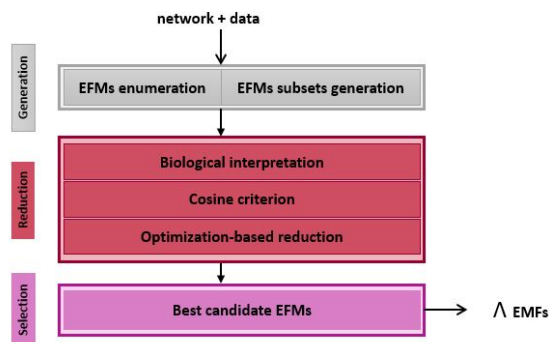 network + data
Generation
EFMs enumeration
EFMs subsets generation
Reduction
Biological interpretation
Cosine criterion
Optimization-based reduction
Selection
Best candidate EFMs
Λ EMFs